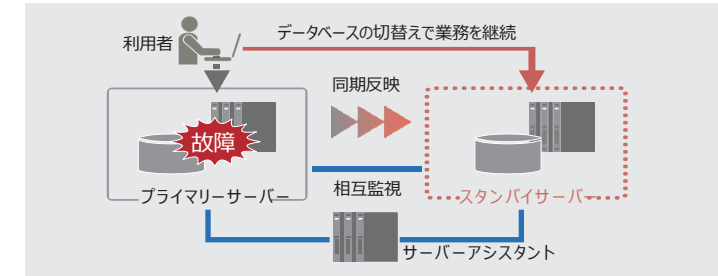 データベースの切替えで業務を継続
利用者
同期反映
故障
プライマリーサーバー
相互監視
スタンバイサーバー
サーバーアシスタント